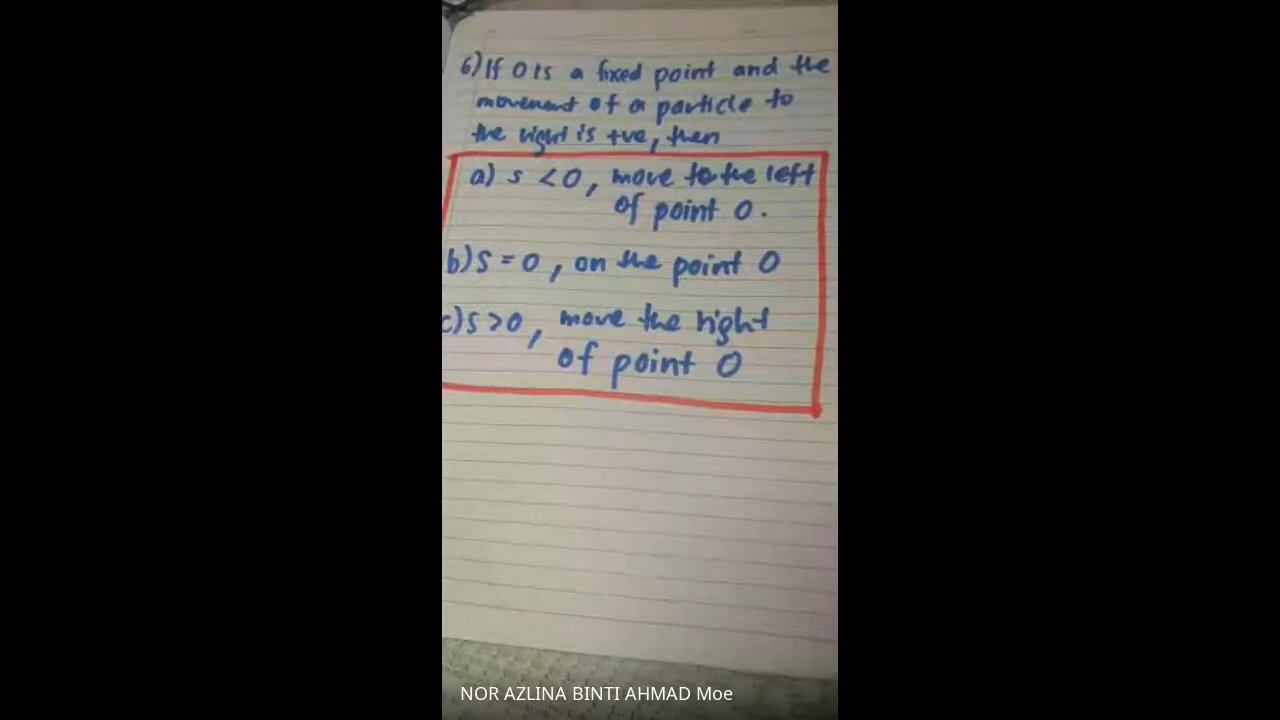 6) If O is a fixed point and the
movement of a particle to
the right is +ve, then
a) s < 0, move to the left
of point O.
b) s = 0, on the point O
c) s > 0, move the right
of point O
NOR AZLINA BINTI AHMAD Moe